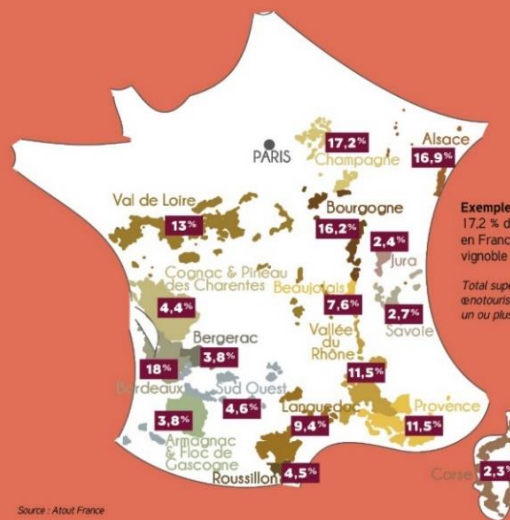 17,2%
Champagne
PARIS
Alsace
16,9%
Val de Loire
13%
Bourgogne
16,2%
2,4%
Jura
Exemple
17,2 % d
en Franc
vignoble
Cognac & Pineau
des Charentes
4,4%
Beaujolais
7,6%
2,7%
Savoie
Total supé
œnotouris
un ou plus
Bergerac
3,8%
Vallée
du
Rhône
11,5%
18%
Bordeaux
Sud Ouest
4,6%
3,8%
Armagnac
& Floc de
Gascogne
Languedoc
9,4%
Provence
11,5%
Roussillon
4,5%
Corse
2,3%
Source : Atout France